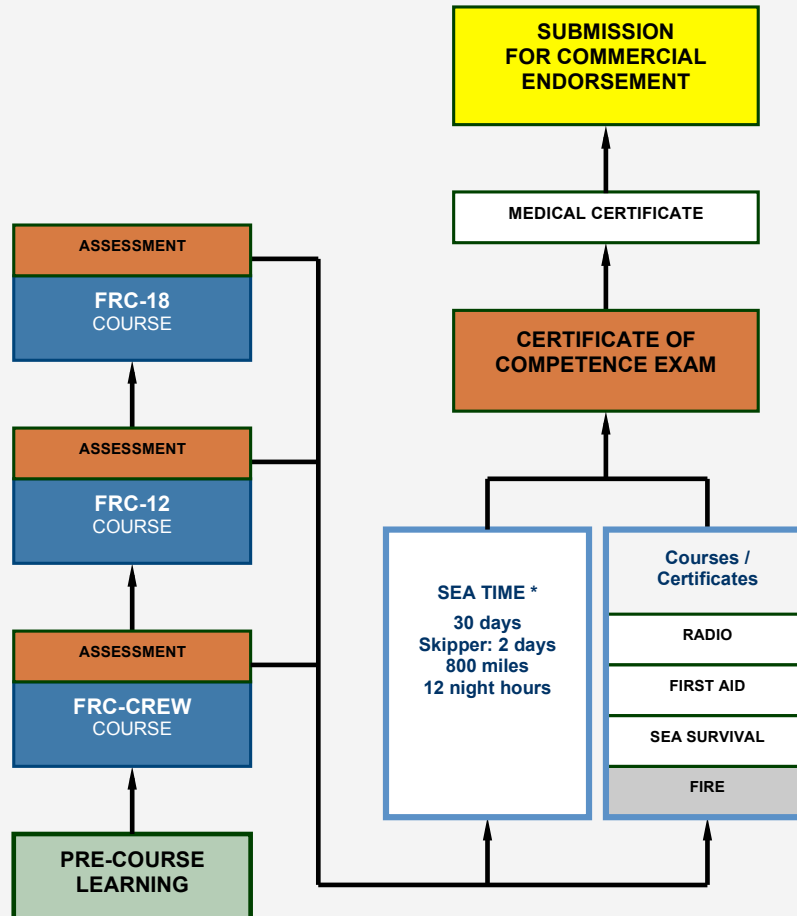 SUBMISSION
FOR COMMERCIAL
ENDORSEMENT
MEDICAL CERTIFICATE
CERTIFICATE OF
COMPETENCE EXAM
ASSESSMENT
FRC-18
COURSE
ASSESSMENT
FRC-12
COURSE
ASSESSMENT
FRC-CREW
COURSE
PRE-COURSE
LEARNING
SEA TIME *
30 days
Skipper: 2 days
800 miles
12 night hours
Courses /
Certificates
RADIO
FIRST AID
SEA SURVIVAL
FIRE